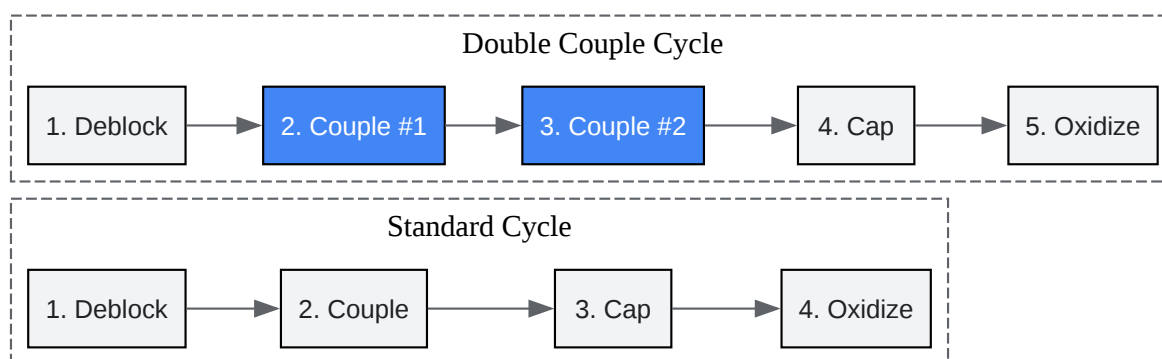 Double Couple Cycle
1. Deblock
2. Couple #1
3. Couple #2
4. Cap
5. Oxidize
Standard Cycle
1. Deblock
2. Couple
3. Cap
4. Oxidize